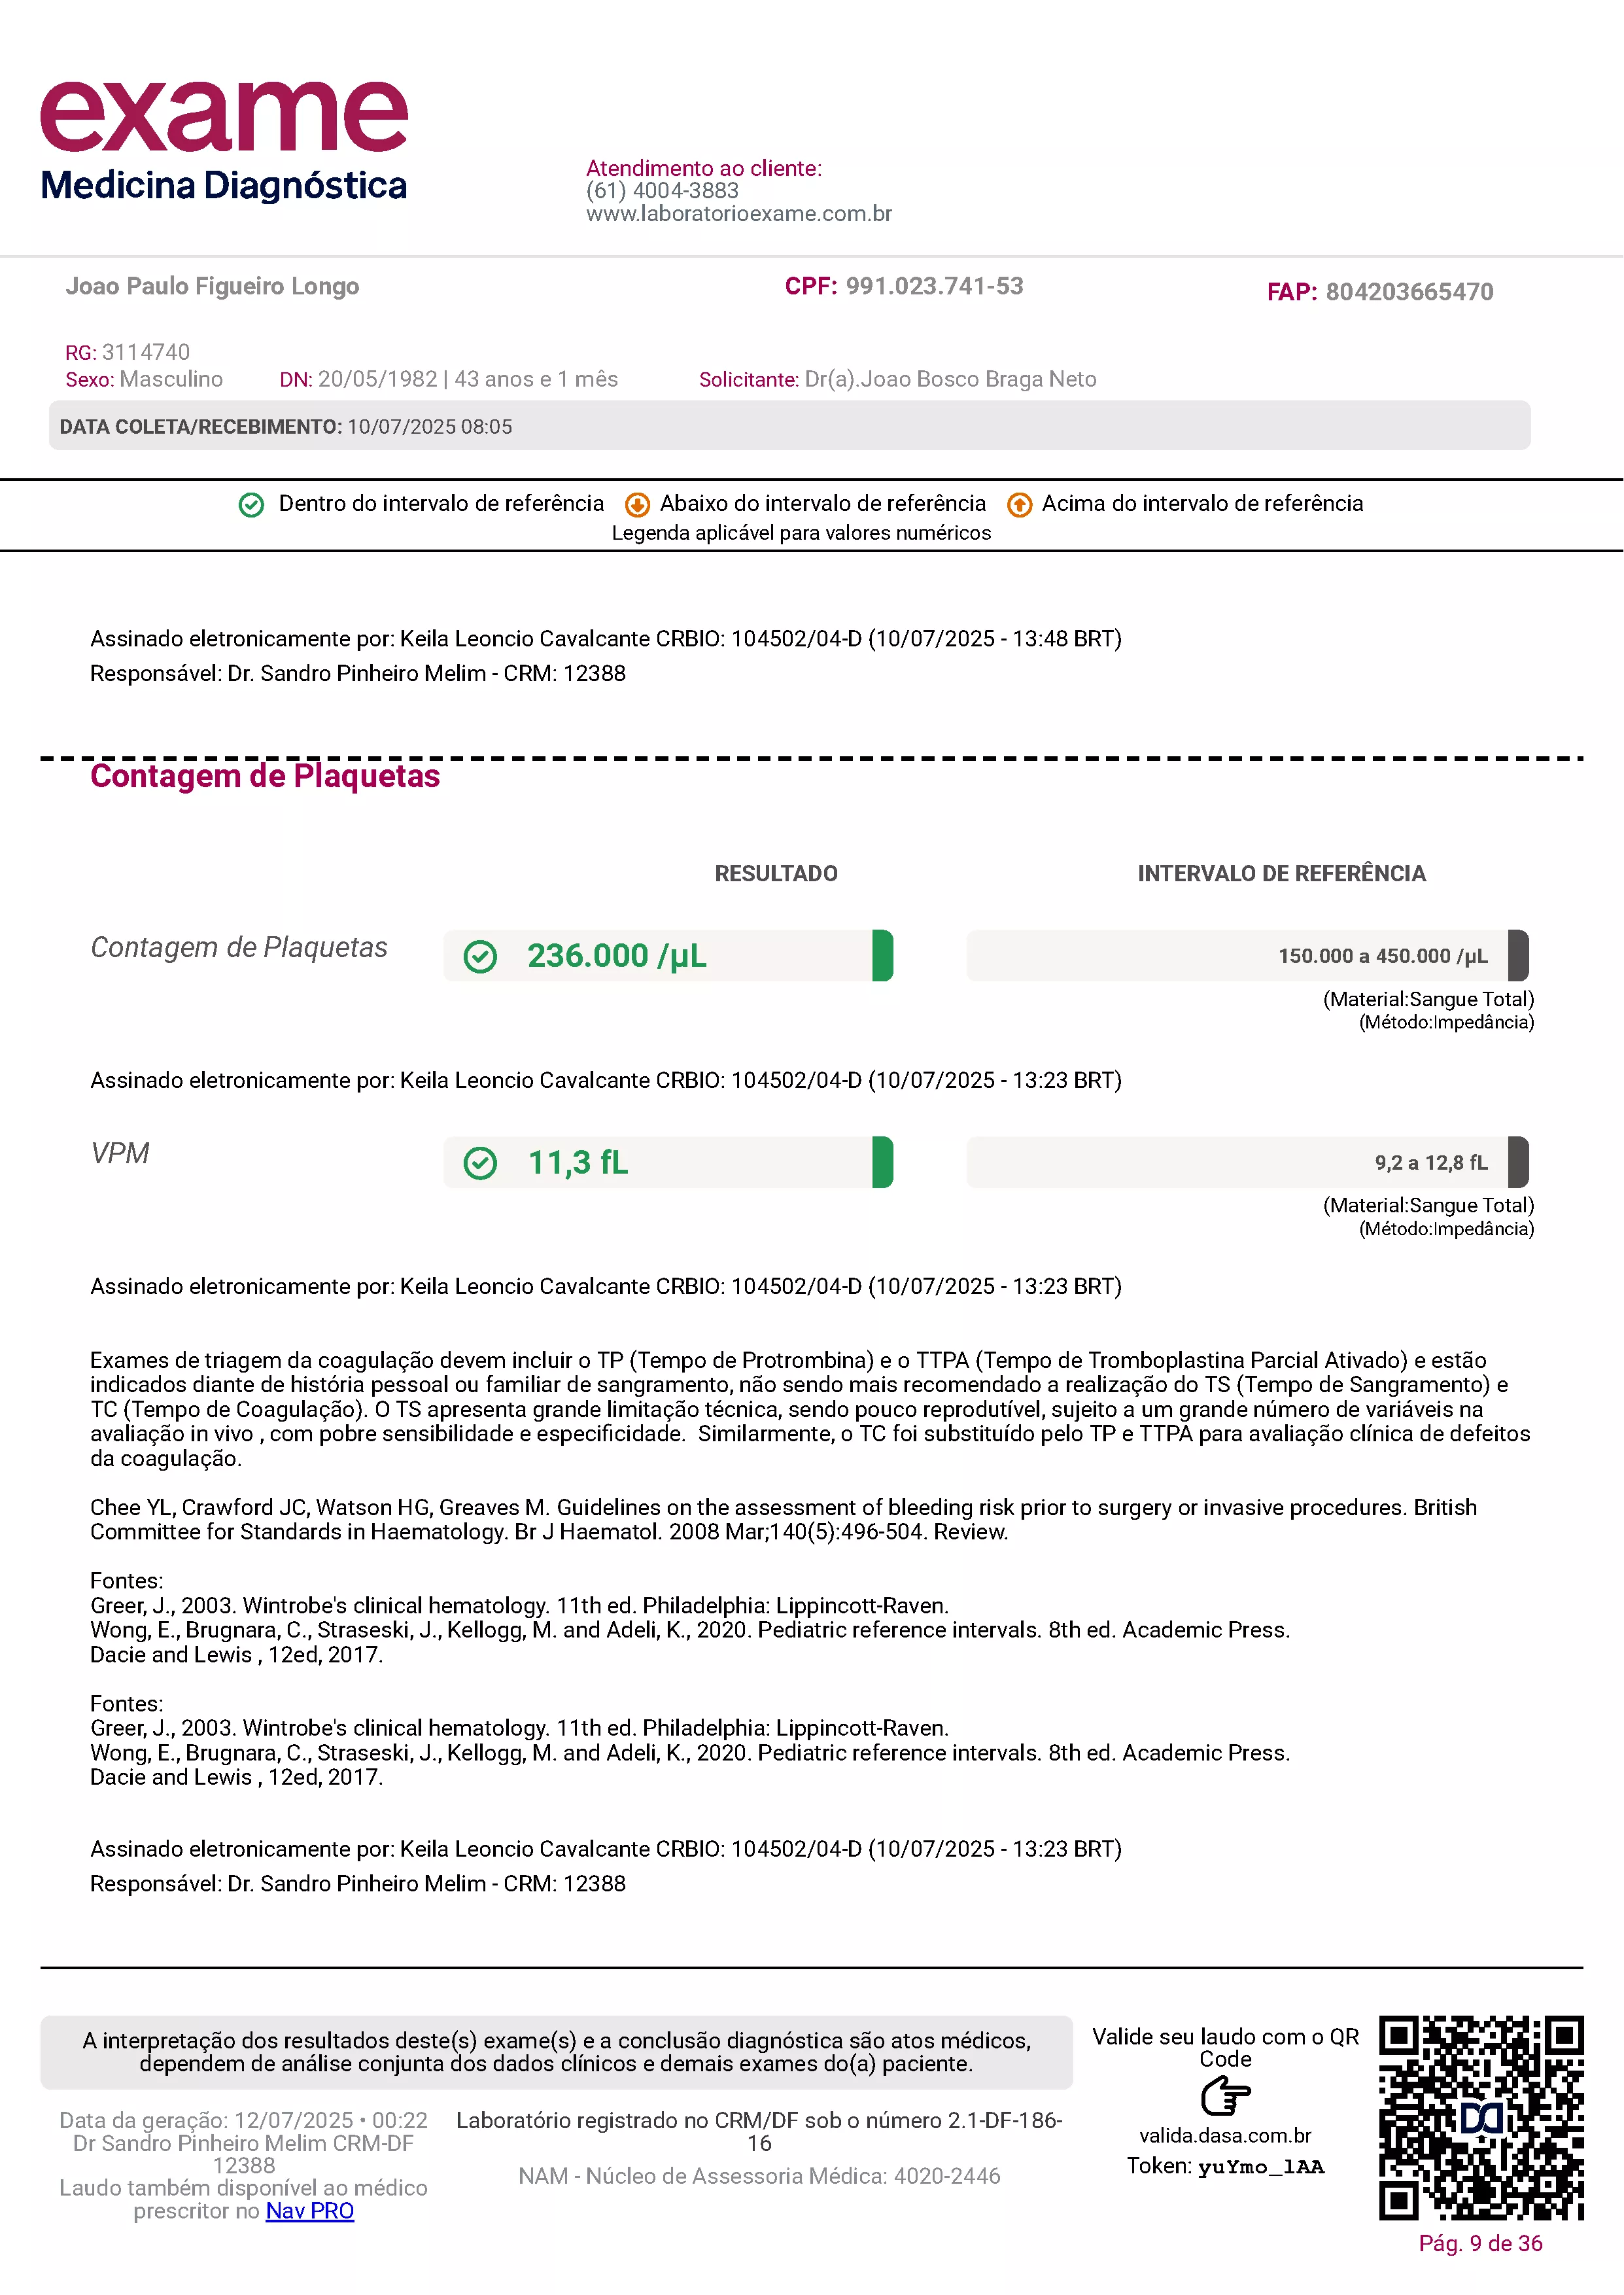 exame
Medicina Diagnóstica
Atendimento ao cliente:
(61) 4004-3883
www.laboratorioexame.com.br
Joao Paulo Figueiro Longo
CPF: 991.023.741-53
FAP: 804203665470
RG: 3114740
Sexo: Masculino DN: 20/05/1982 | 43 anos e 1 mês Solicitante: Dr(a).Joao Bosco Braga Neto
DATA COLETA/RECEBIMENTO: 10/07/2025 08:05
Dentro do intervalo de referência Abaixo do intervalo de referência Acima do intervalo de referência
Legenda aplicável para valores numéricos
Assinado eletronicamente por: Keila Leoncio Cavalcante CRBIO: 104502/04-D (10/07/2025 - 13:48 BRT)
Responsável: Dr. Sandro Pinheiro Melim - CRM: 12388
Contagem de Plaquetas
RESULTADO INTERVALO DE REFERÊNCIA
Contagem de Plaquetas 236.000 /µL 150.000 a 450.000 /µL
(Material:Sangue Total)
(Método:Impedância)
Assinado eletronicamente por: Keila Leoncio Cavalcante CRBIO: 104502/04-D (10/07/2025 - 13:23 BRT)
VPM 11,3 fL 9,2 a 12,8 fL
(Material:Sangue Total)
(Método:Impedância)
Assinado eletronicamente por: Keila Leoncio Cavalcante CRBIO: 104502/04-D (10/07/2025 - 13:23 BRT)
Exames de triagem da coagulação devem incluir o TP (Tempo de Protrombina) e o TTPA (Tempo de Tromboplastina Parcial Ativado) e estão
indicados diante de história pessoal ou familiar de sangramento, não sendo mais recomendado a realização do TS (Tempo de Sangramento) e
TC (Tempo de Coagulação). O TS apresenta grande limitação técnica, sendo pouco reprodutível, sujeito a um grande número de variáveis na
avaliação in vivo , com pobre sensibilidade e especificidade. Similarmente, o TC foi substituído pelo TP e TTPA para avaliação clínica de defeitos
da coagulação.
Chee YL, Crawford JC, Watson HG, Greaves M. Guidelines on the assessment of bleeding risk prior to surgery or invasive procedures. British
Committee for Standards in Haematology. Br J Haematol. 2008 Mar;140(5):496-504. Review.
Fontes:
Greer, J., 2003. Wintrobe's clinical hematology. 11th ed. Philadelphia: Lippincott-Raven.
Wong, E., Brugnara, C., Straseski, J., Kellogg, M. and Adeli, K., 2020. Pediatric reference intervals. 8th ed. Academic Press.
Dacie and Lewis , 12ed, 2017.
Fontes:
Greer, J., 2003. Wintrobe's clinical hematology. 11th ed. Philadelphia: Lippincott-Raven.
Wong, E., Brugnara, C., Straseski, J., Kellogg, M. and Adeli, K., 2020. Pediatric reference intervals. 8th ed. Academic Press.
Dacie and Lewis , 12ed, 2017.
Assinado eletronicamente por: Keila Leoncio Cavalcante CRBIO: 104502/04-D (10/07/2025 - 13:23 BRT)
Responsável: Dr. Sandro Pinheiro Melim - CRM: 12388
A interpretação dos resultados deste(s) exame(s) e a conclusão diagnóstica são atos médicos,
dependem de análise conjunta dos dados clínicos e demais exames do(a) paciente.
Data da geração: 12/07/2025 • 00:22
Dr Sandro Pinheiro Melim CRM-DF
12388
Laudo também disponível ao médico
prescritor no Nav PRO
Laboratório registrado no CRM/DF sob o número 2.1-DF-186-
16
NAM - Núcleo de Assessoria Médica: 4020-2446
Valide seu laudo com o QR
Code
valida.dasa.com.br
Token: yuYmo_lAA
Pág. 9 de 36